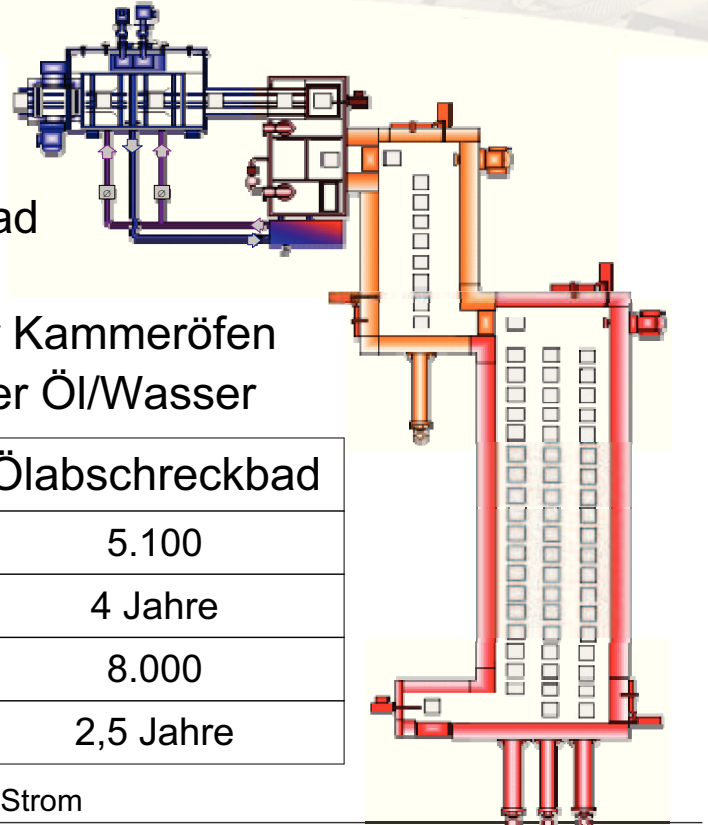 ad
r Kammeröfen
er Öl/Wasser
Ölabschreckbad
5.100
4 Jahre
8.000
2,5 Jahre
Strom